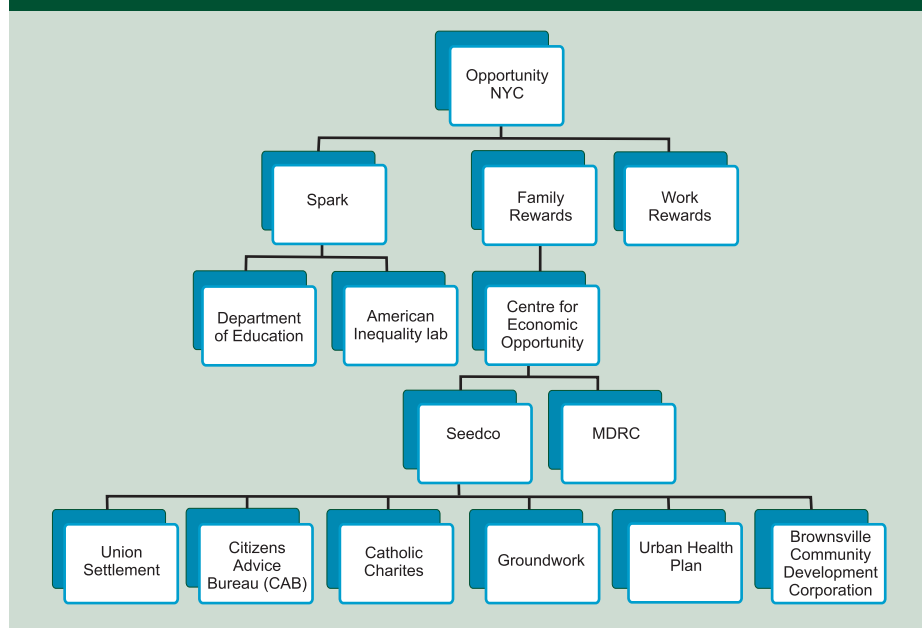 Opportunity
NYC
Spark
Family
Rewards
Work
Rewards
Department
of Education
American
Inequality lab
Centre for
Economic
Opportunity
Seedco
MDRC
Union
Settlement
Citizens
Advice
Bureau (CAB)
Catholic
Charites
Groundwork
Urban Health
Plan
Brownsville
Community
Development
Corporation